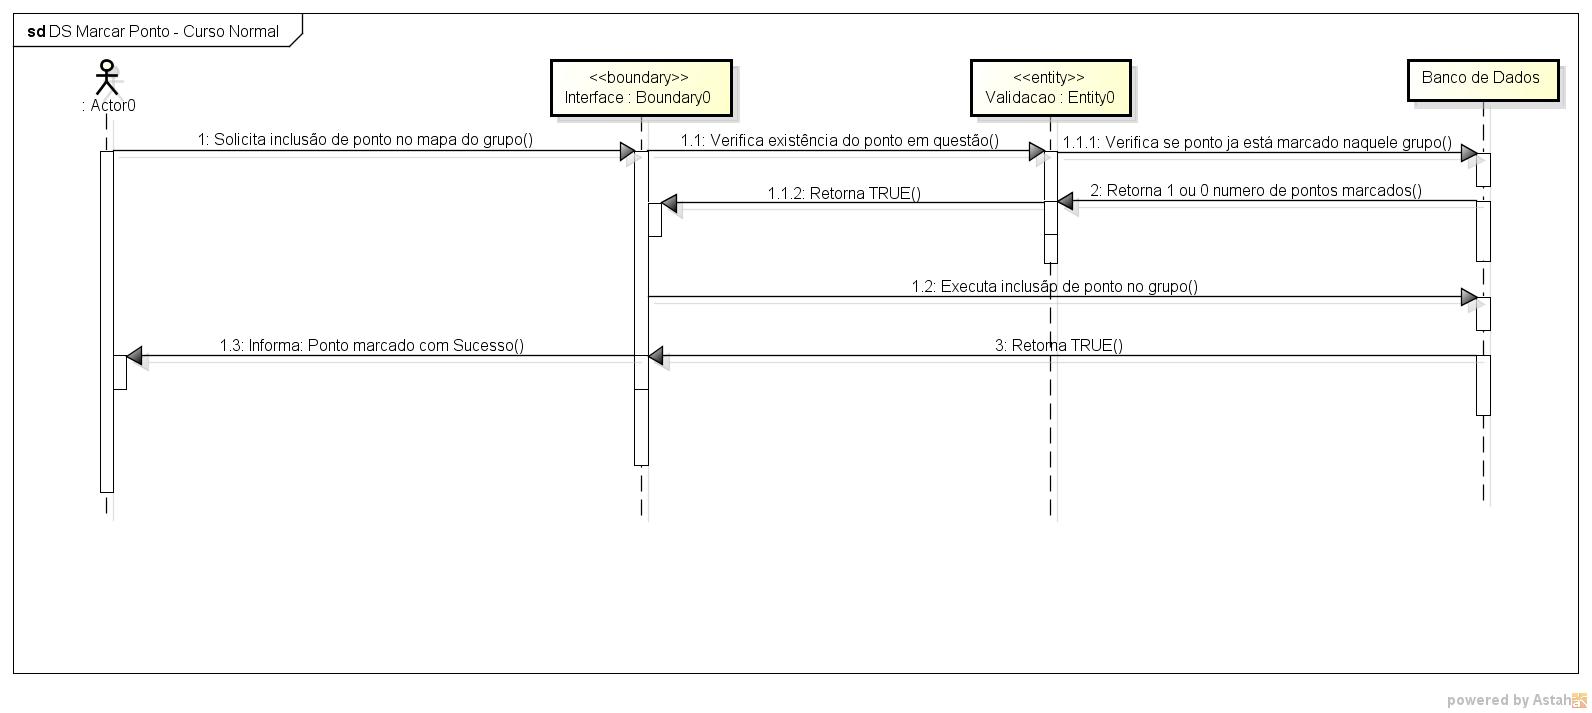 sd DS Marcar Ponto - Curso Normal
: Actor0
<<boundary>>
Interface : Boundary0
<<entity>>
Validacao : Entity0
Banco de Dados
1: Solicita inclusão de ponto no mapa do grupo()
1.1: Verifica existência do ponto em questão()
1.1.1: Verifica se ponto ja está marcado naquele grupo()
1.1.2: Retorna TRUE()
2: Retorna 1 ou 0 numero de pontos marcados()
1.2: Executa inclusão de ponto no grupo()
1.3: Informa: Ponto marcado com Sucesso()
3: Retorna TRUE()
powered by Astah